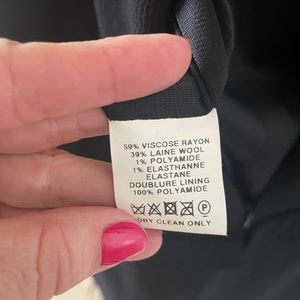 59% VISCOSE RAYON
39% LAINE WOOL
1% POLYAMIDE
1% ELASTHANNE
ELASTANE
DOUBLURE LINING
100% POLYAMIDE
P
DRY CLEAN ONLY